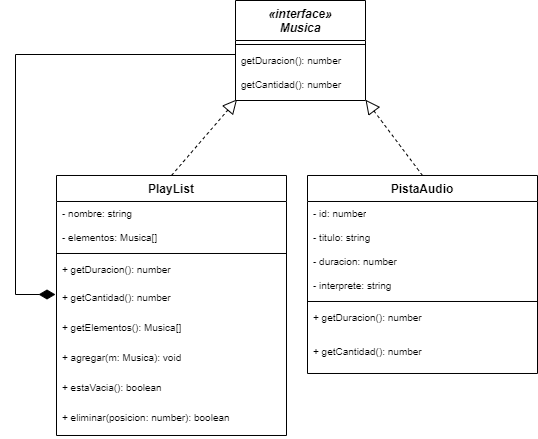 «interface»
Musica
getDuracion(): number
getCantidad(): number
PlayList
- nombre: string
- elementos: Musica[]
+ getDuracion(): number
+ getCantidad(): number
+ getElementos(): Musica[]
+ agregar(m: Musica): void
+ estaVacia(): boolean
+ eliminar(posicion: number): boolean
PistaAudio
- id: number
- titulo: string
- duracion: number
- interprete: string
+ getDuracion(): number
+ getCantidad(): number